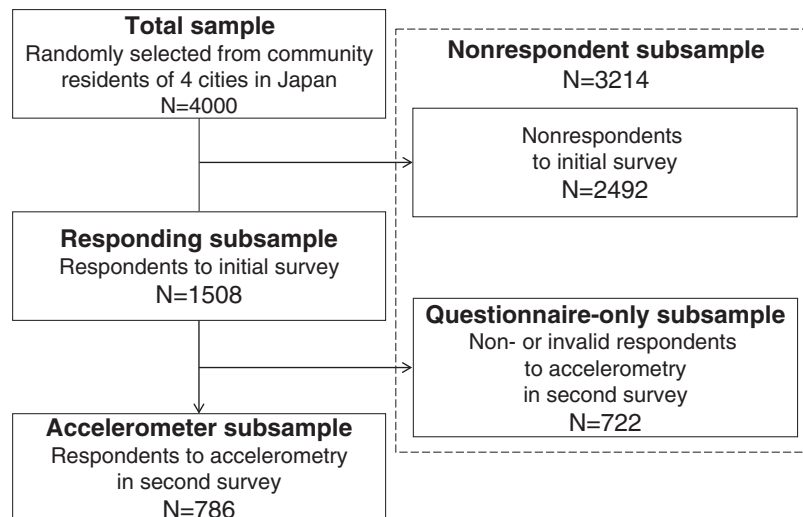 Total sample
Randomly selected from community
residents of 4 cities in Japan
N=4000
Nonrespondent subsample
N=3214
Nonrespondents
to initial survey
N=2492
Responding subsample
Respondents to initial survey
N=1508
Questionnaire-only subsample
Non- or invalid respondents
to accelerometry
in second survey
N=722
Accelerometer subsample
Respondents to accelerometry
in second survey
N=786